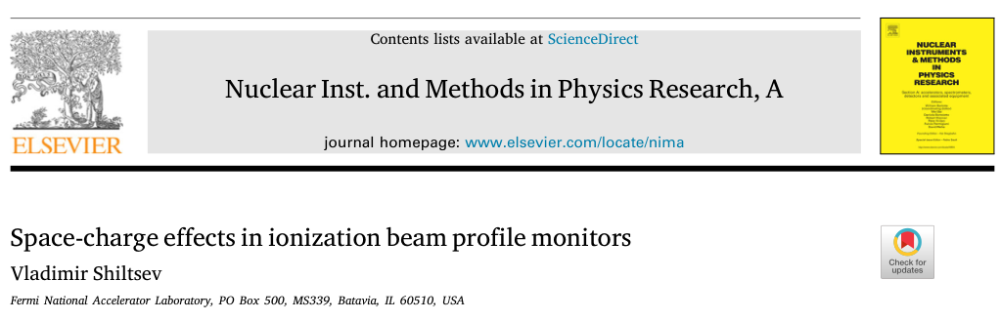 Contents lists available at ScienceDirect
Nuclear Inst. and Methods in Physics Research, A
journal homepage: www.elsevier.com/locate/nima
ELSEVIER
NUCLEAR
INSTRUMENTS
& METHODS
IN
PHYSICS
RESEARCH
Space-charge effects in ionization beam profile monitors
Check for
updates
Vladimir Shiltsev
Fermi National Accelerator Laboratory, PO Box 500, MS339, Batavia, IL 60510, USA